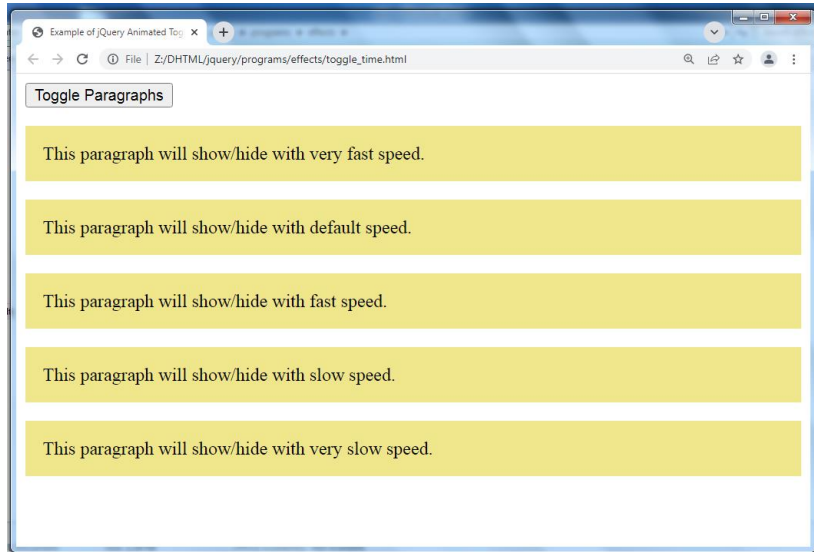 Example of jQuery Animated Tog
File | Z:/DHTML/jquery/programs/effects/toggle_time.html
Toggle Paragraphs
This paragraph will show/hide with very fast speed.
This paragraph will show/hide with default speed.
This paragraph will show/hide with fast speed.
This paragraph will show/hide with slow speed.
This paragraph will show/hide with very slow speed.